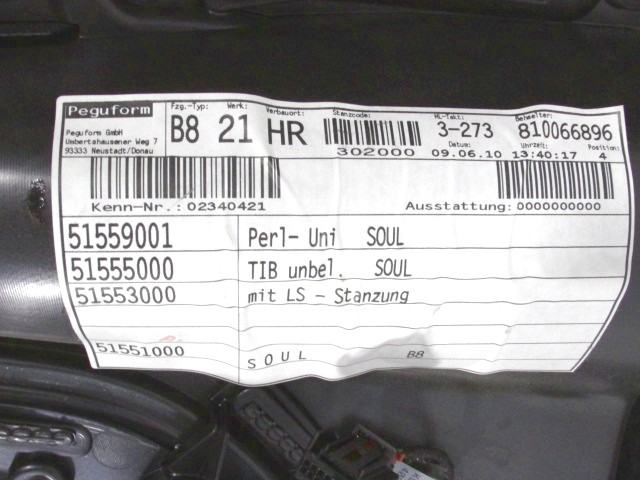 Peguform
Fzg.-Typ: Werk: Verbauort: Stanzcode: HL-Takt: Behaelter:
B8 21 HR 3-273 810066896
Peguform GmbH
Umbertshausener Weg 7
93333 Neustadt/Donau
302000
Datum: Uhrzeit: Position:
09.06.10 13:40:17 4
Kenn-Nr.: 02340421 Ausstattung: 0000000000
51559001 Perl- Uni SOUL
51555000 TIB unbel. SOUL
51553000 mit LS - Stanzung
51551000 SOUL B8